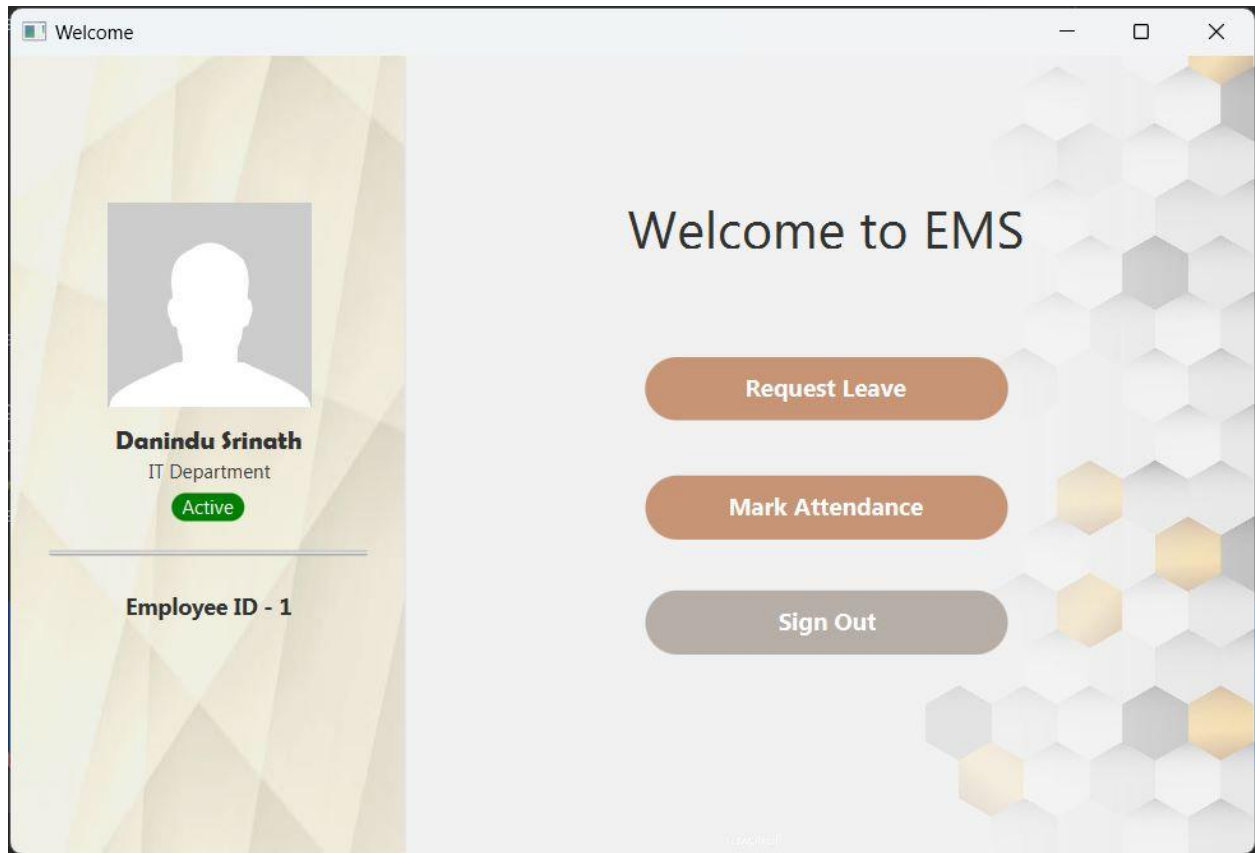 Welcome
Danindu Srinath
IT Department
Active
Employee ID - 1
Welcome to EMS
Request Leave
Mark Attendance
Sign Out